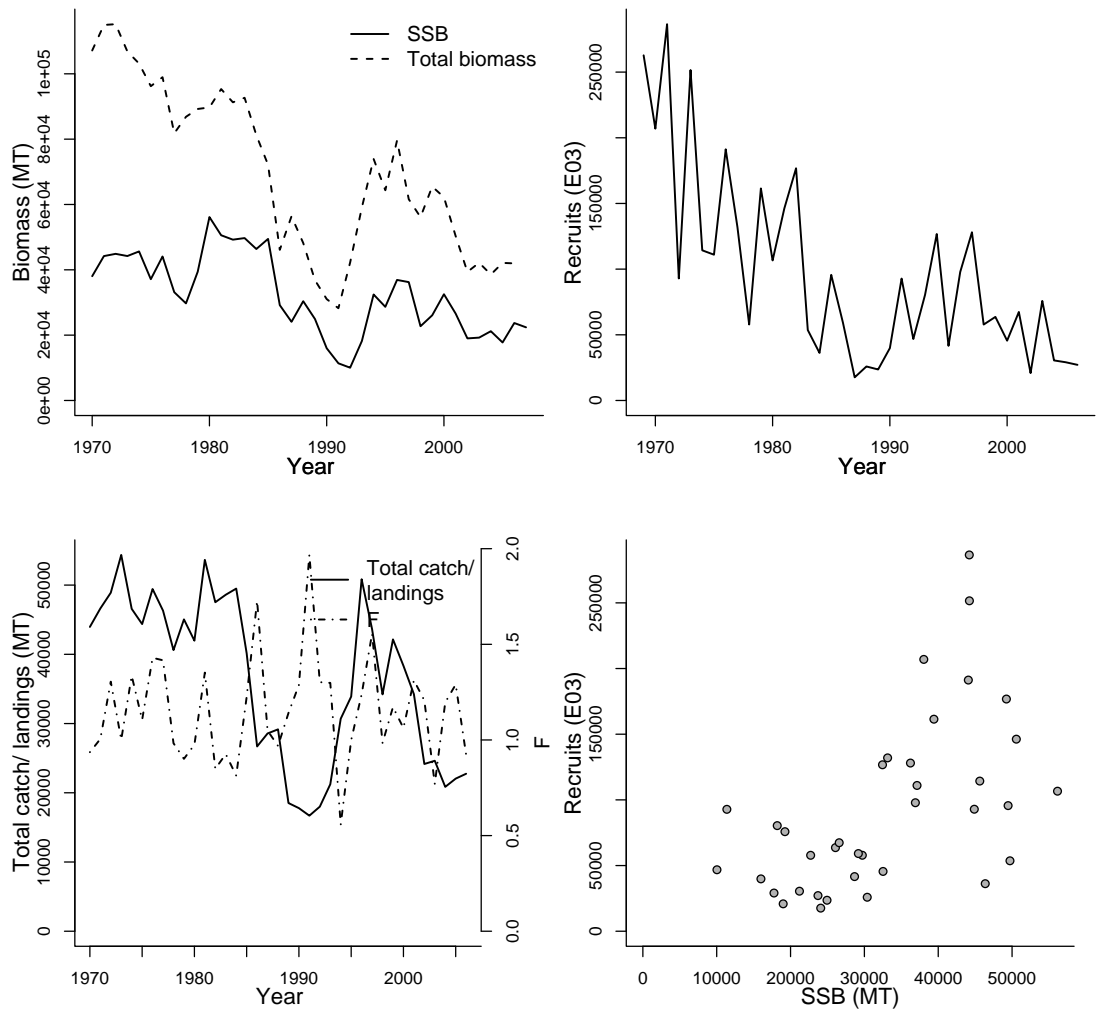 SSB
Total biomass
Biomass (MT)
0e+00 2e+04 4e+04 6e+04 8e+04 1e+05
1970 1980 1990 2000
Year
Recruits (E03)
0 50000 150000 250000
1970 1980 1990 2000
Year
Total catch/
landings
F
Total catch/ landings (MT)
0 10000 20000 30000 40000 50000
F
0.0 0.5 1.0 1.5 2.0
1970 1980 1990 2000
Year
Recruits (E03)
0 50000 150000 250000
0 10000 20000 30000 40000 50000
SSB (MT)